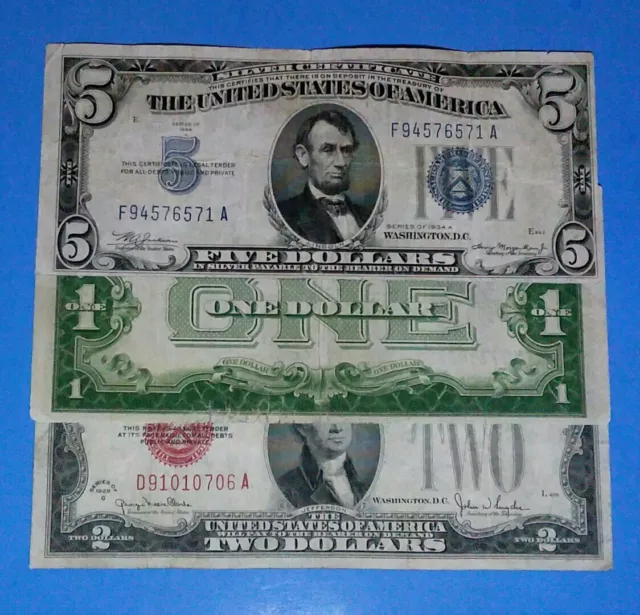 5
SILVER CERTIFICATE
5
THIS CERTIFIES THAT THERE IS ON DEPOSIT IN THE TREASURY OF
THE UNITED STATES OF AMERICA
F94576571 A
SERIES OF
1934
5
THIS CERTIFICATE IS LEGAL TENDER
FOR ALL DEBTS PUBLIC AND PRIVATE
FIVE
F94576571 A
SERIES OF 1934 A
WASHINGTON, D.C.
5
LINCOLN
5
FIVE DOLLARS
IN SILVER PAYABLE TO THE BEARER ON DEMAND
1
ONE
ONE
ONE DOLLAR
1
ONE
ONE DOLLAR
ONE DOLLAR
1
1
THIS NOTE IS LEGAL TENDER
AT ITS FACE VALUE FOR ALL DEBTS
PUBLIC AND PRIVATE
TWO
D91010706 A
SERIES OF
1928
G
WASHINGTON, D.C.
JEFFERSON
THE
UNITED STATES OF AMERICA
WILL PAY TO THE BEARER ON DEMAND
2
TWO DOLLARS
TWO DOLLARS
2
TWO DOLLARS